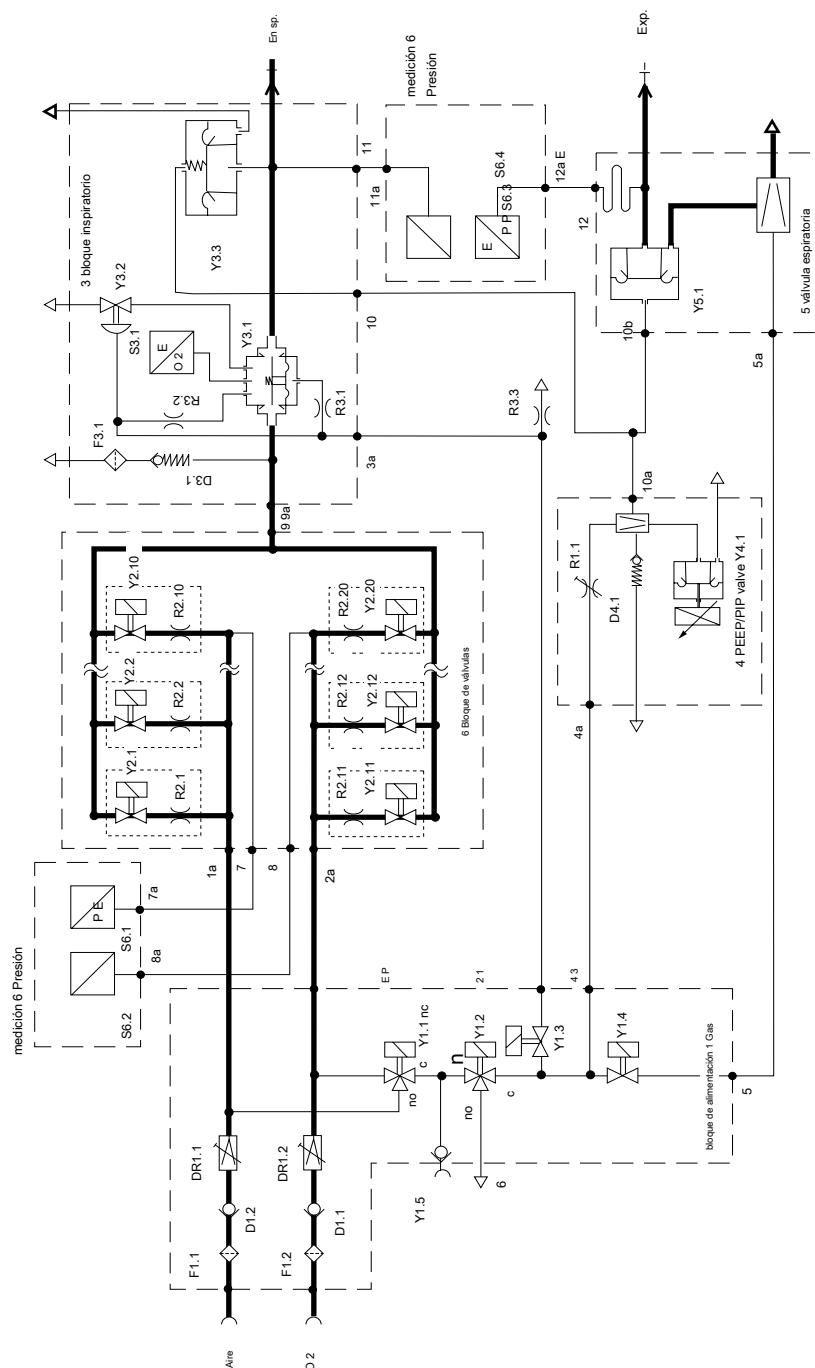 En sp.
Exp.
medición 6
Presión
3 bloque inspiratorio
Y3.3
11
11a
S6.4
E
P P S6.3
12a E
12
5 válvula espiratoria
Y5.1
10b
5a
Y3.2
S3.1
E
O 2
Y3.1
10
R3.2
R3.1
R3.3
F3.1
D3.1
3a
9 9a
10a
R1.1
D4.1
4 PEEP/PIP valve Y4.1
4a
Y2.10
R2.10
R2.20
Y2.20
Y2.2
R2.2
R2.12
Y2.12
Y2.1
R2.1
R2.11
Y2.11
6 Bloque de válvulas
1a
7
8
2a
medición 6 Presión
P E
S6.1
7a
8a
S6.2
E P
2 1
4 3
Y1.1 nc
c
no
n
Y1.2
c
no
Y1.3
Y1.4
bloque de alimentación 1 Gas
5
6
Y1.5
DR1.1
DR1.2
D1.2
D1.1
F1.1
F1.2
Aire
O 2